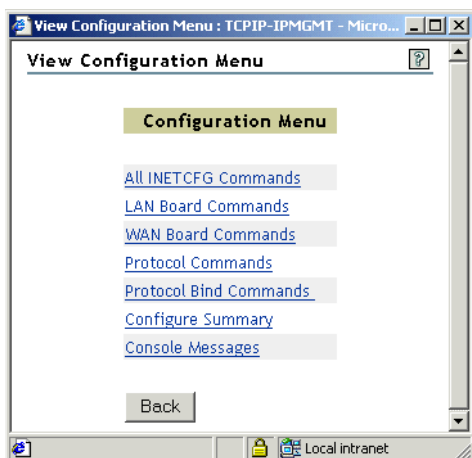 View Configuration Menu : TCPIP-IPMGMT - Micro...
View Configuration Menu
?
Configuration Menu
All INETCFG Commands
LAN Board Commands
WAN Board Commands
Protocol Commands
Protocol Bind Commands
Configure Summary
Console Messages
Back
Local intranet